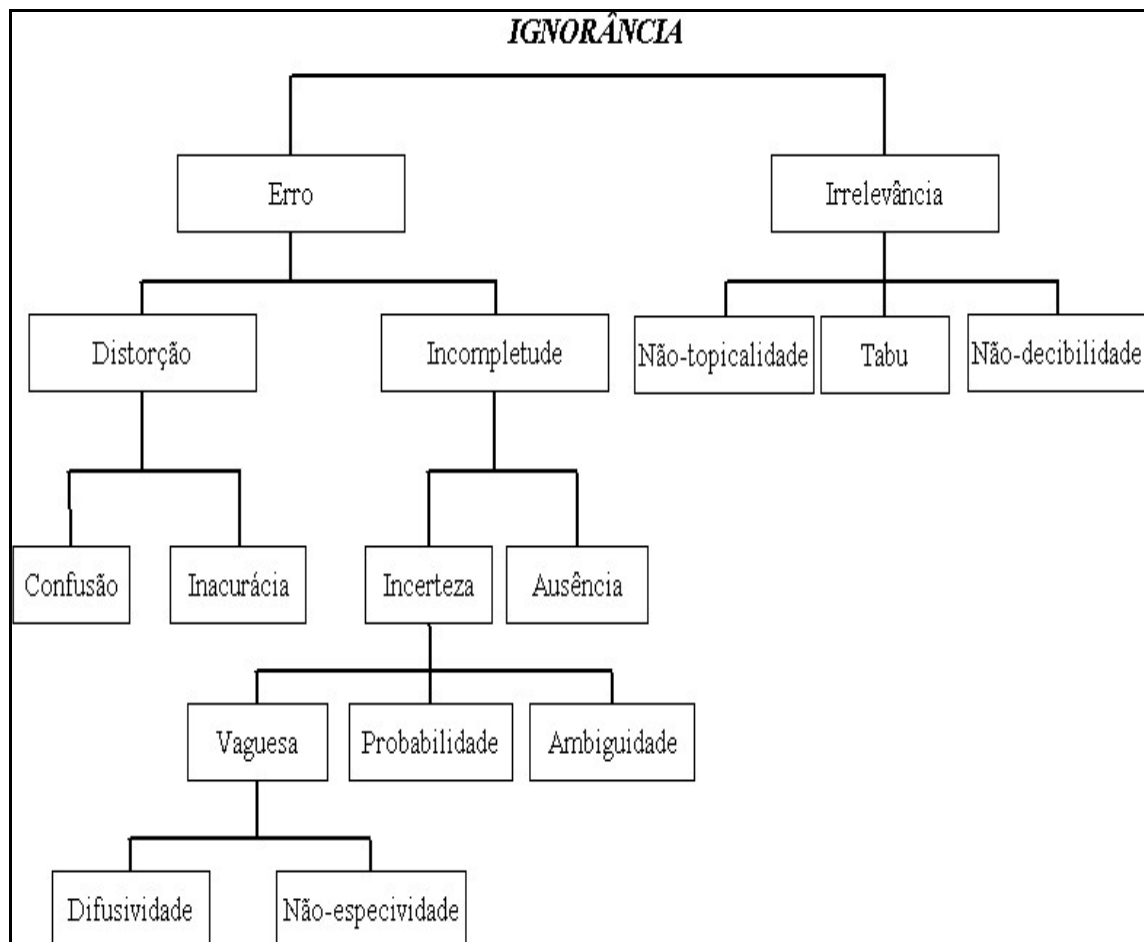 IGNORÂNCIA
Erro
Irrelevância
Distorção
Incompletude
Não-topicalidade
Tabu
Não-decibilidade
Confusão
Inacurácia
Incerteza
Ausência
Vaguesa
Probabilidade
Ambiguidade
Difusividade
Não-especividade